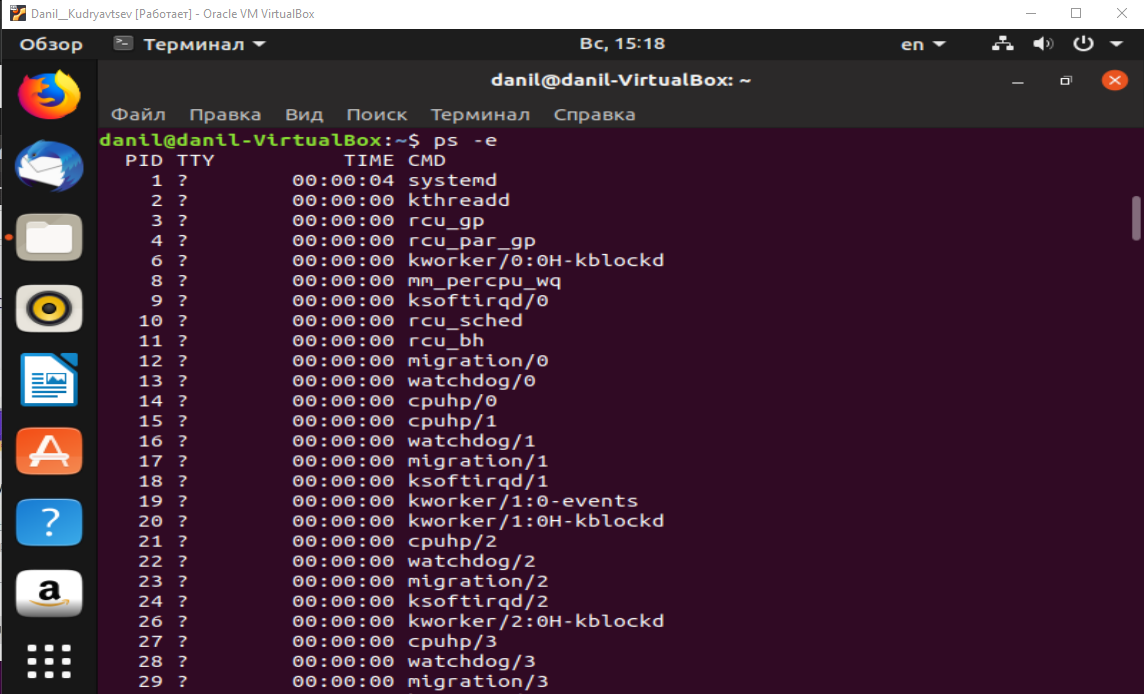 Danil__Kudryavtsev [Работает] - Oracle VM VirtualBox
Обзор Терминал Вс, 15:18 en
danil@danil-VirtualBox: ~
Файл Правка Вид Поиск Терминал Справка
danil@danil-VirtualBox:~$ ps -e
PID TTY TIME CMD
1 ? 00:00:04 systemd
2 ? 00:00:00 kthreadd
3 ? 00:00:00 rcu_gp
4 ? 00:00:00 rcu_par_gp
6 ? 00:00:00 kworker/0:0H-kblockd
8 ? 00:00:00 mm_percpu_wq
9 ? 00:00:00 ksoftirqd/0
10 ? 00:00:00 rcu_sched
11 ? 00:00:00 rcu_bh
12 ? 00:00:00 migration/0
13 ? 00:00:00 watchdog/0
14 ? 00:00:00 cpuhp/0
15 ? 00:00:00 cpuhp/1
16 ? 00:00:00 watchdog/1
17 ? 00:00:00 migration/1
18 ? 00:00:00 ksoftirqd/1
19 ? 00:00:00 kworker/1:0-events
20 ? 00:00:00 kworker/1:0H-kblockd
21 ? 00:00:00 cpuhp/2
22 ? 00:00:00 watchdog/2
23 ? 00:00:00 migration/2
24 ? 00:00:00 ksoftirqd/2
26 ? 00:00:00 kworker/2:0H-kblockd
27 ? 00:00:00 cpuhp/3
28 ? 00:00:00 watchdog/3
29 ? 00:00:00 migration/3